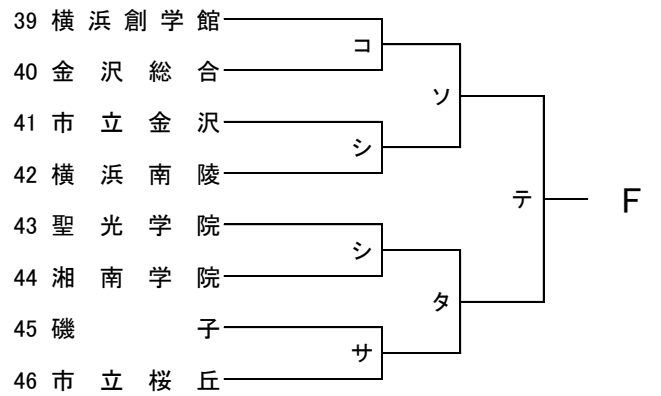 39 横浜創学館
コ
40 金沢総合
ソ
41 市立金沢
シ
42 横浜南陵
テ F
43 聖光学院
シ
44 湘南学院
タ
45 磯子
サ
46 市立桜丘